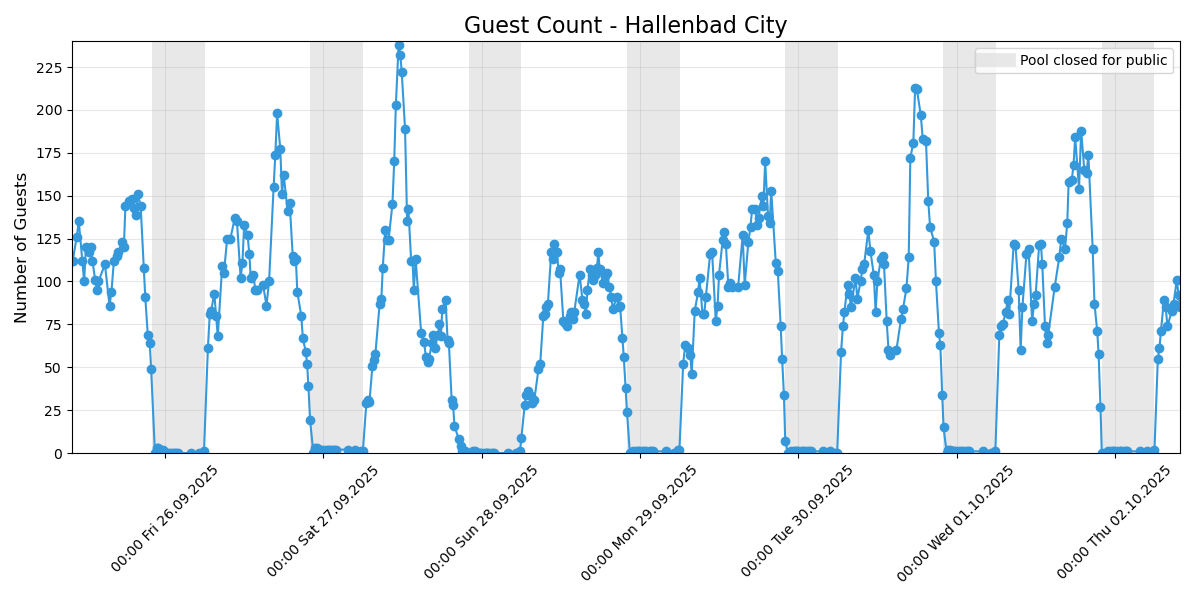 Guest Count - Hallenbad City
Pool closed for public
Number of Guests
225
200
175
150
125
100
75
50
25
0
00:00 Fri 26.09.2025
00:00 Sat 27.09.2025
00:00 Sun 28.09.2025
00:00 Mon 29.09.2025
00:00 Tue 30.09.2025
00:00 Wed 01.10.2025
00:00 Thu 02.10.2025